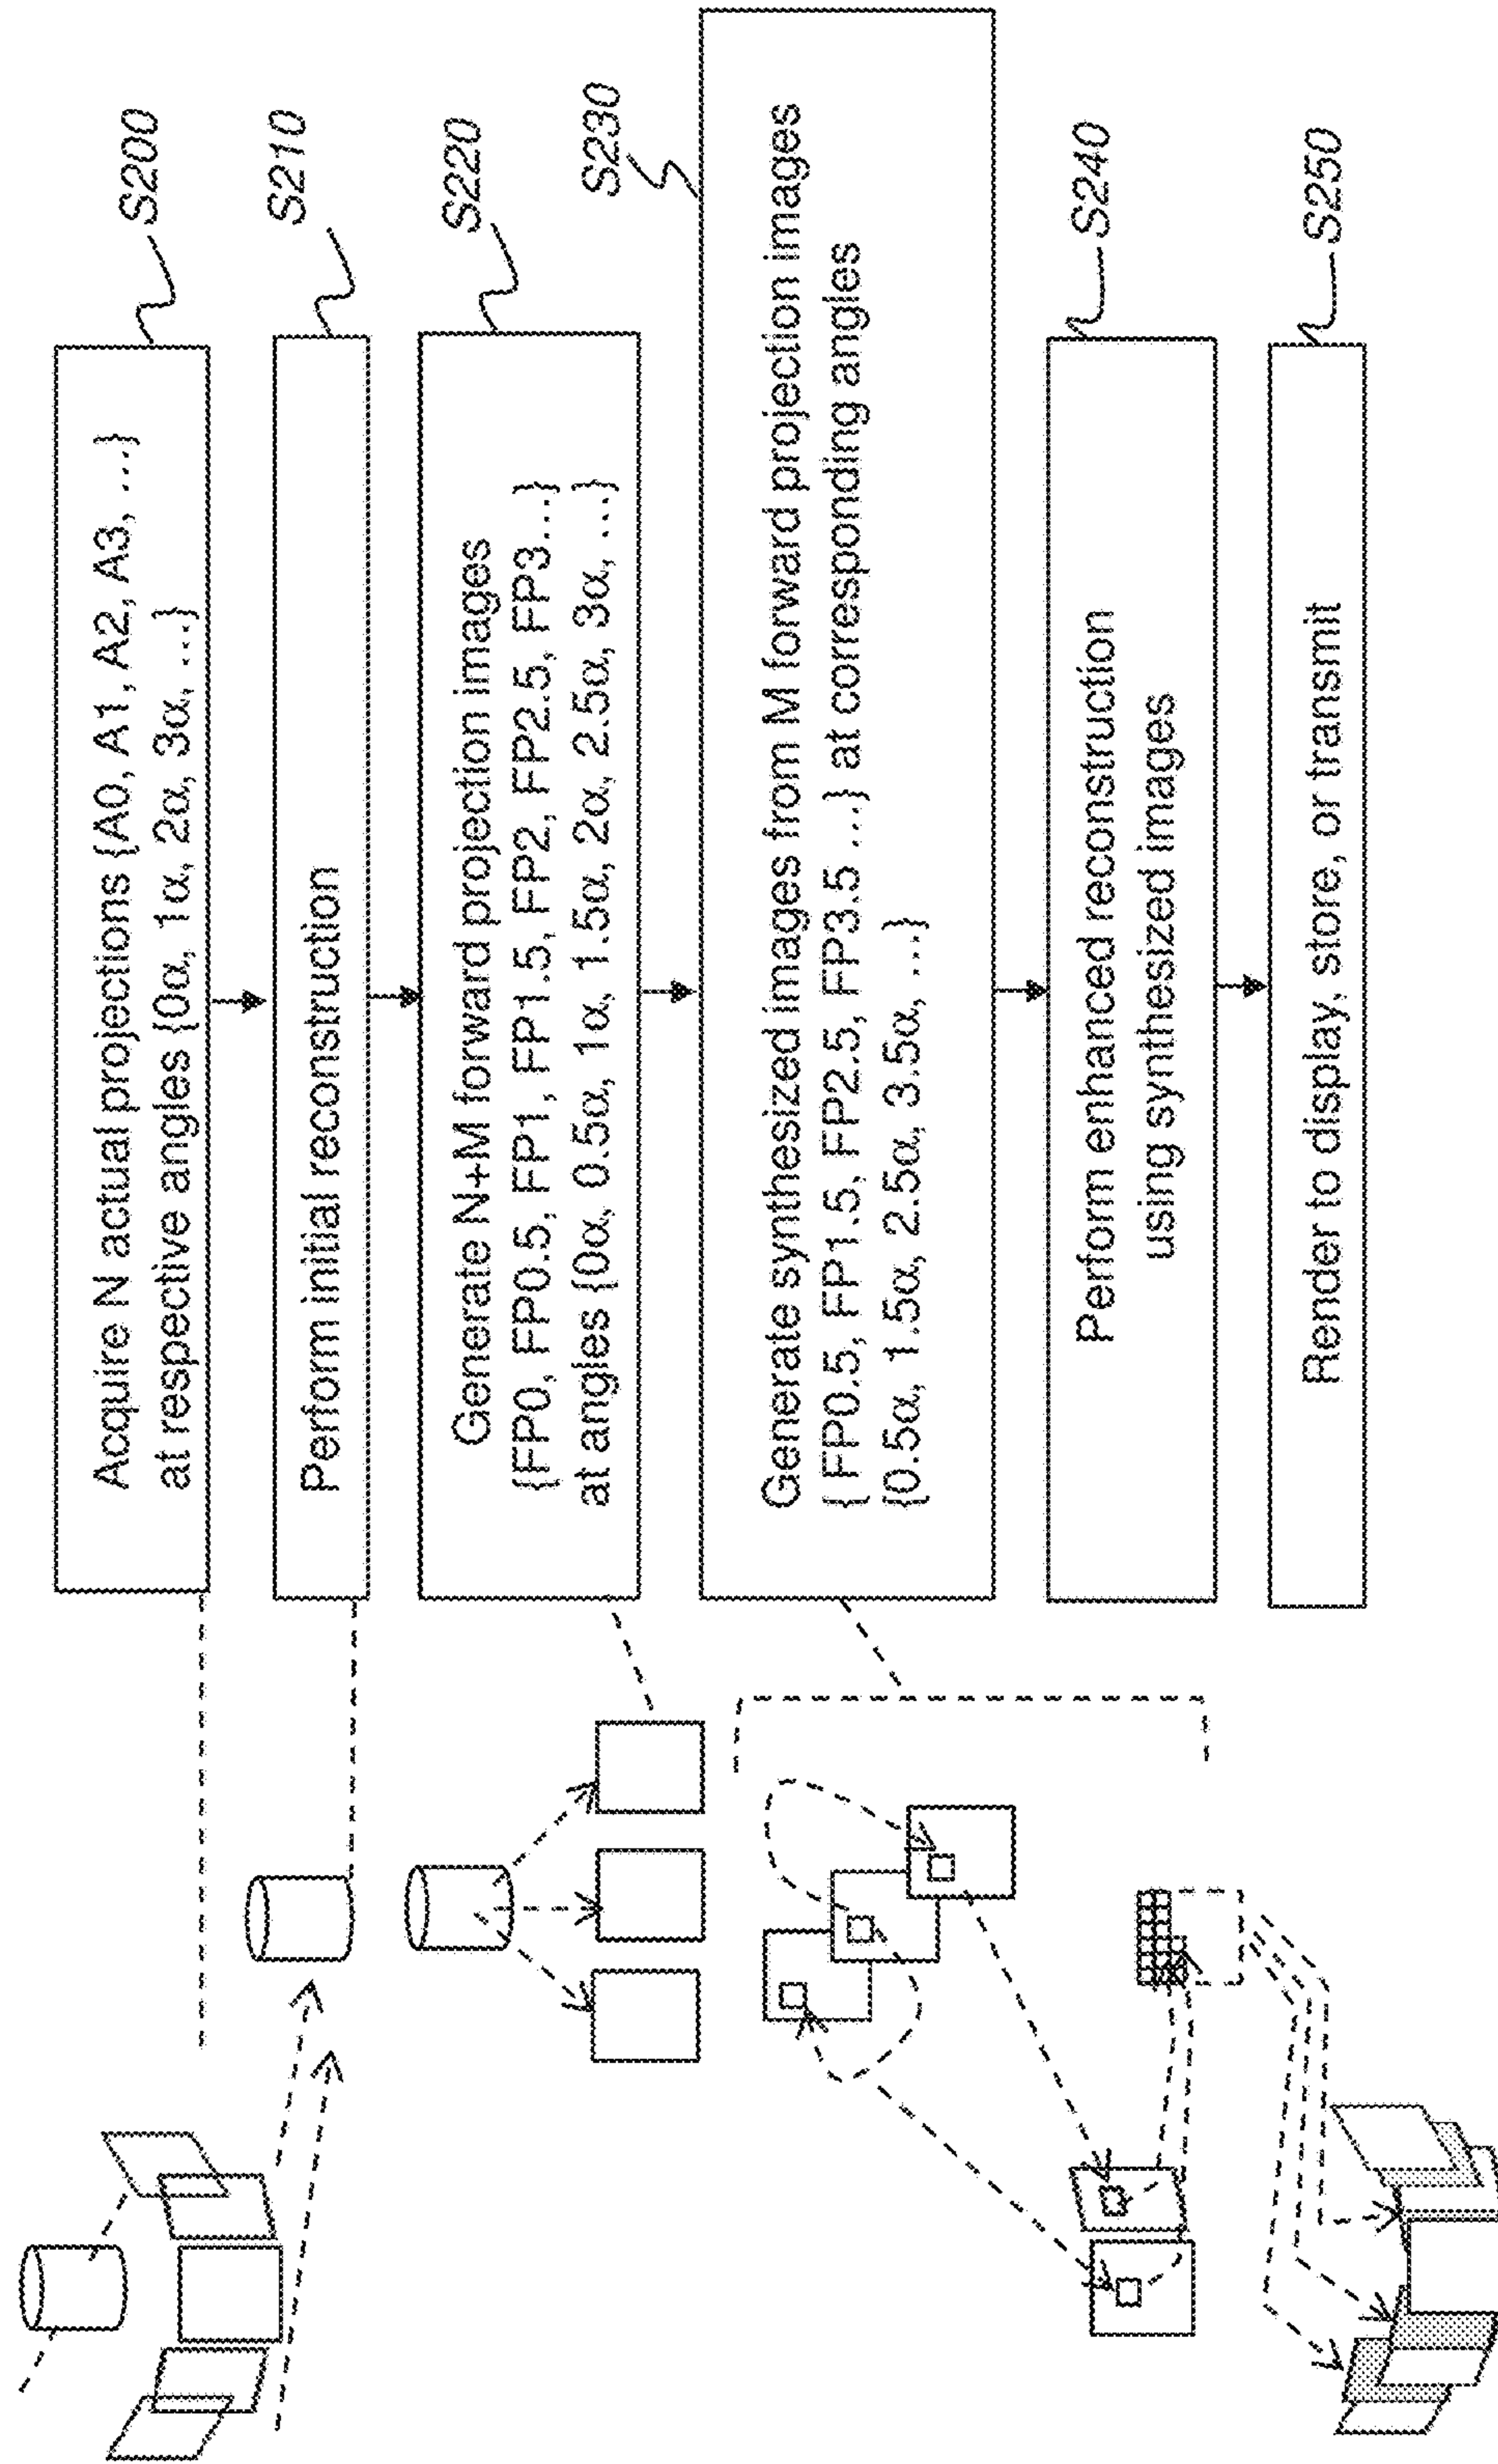 Acquire N actual projections {A0, A1, A2, A3, ...}
at respective angles {0α, 1α, 2α, 3α, ...}
S200
Perform initial reconstruction
S210
Generate N+M forward projection images
{FP0, FP0.5, FP1, FP1.5, FP2, FP2.5, FP3...}
at angles {0α, 0.5α, 1α, 1.5α, 2α, 2.5α, 3α, ...}
S220
Generate synthesized images from M forward projection images
{ FP0.5, FP1.5, FP2.5, FP3.5 ...} at corresponding angles
{0.5α, 1.5α, 2.5α, 3.5α, ...}
S230
Perform enhanced reconstruction
using synthesized images
S240
Render to display, store, or transmit
S250